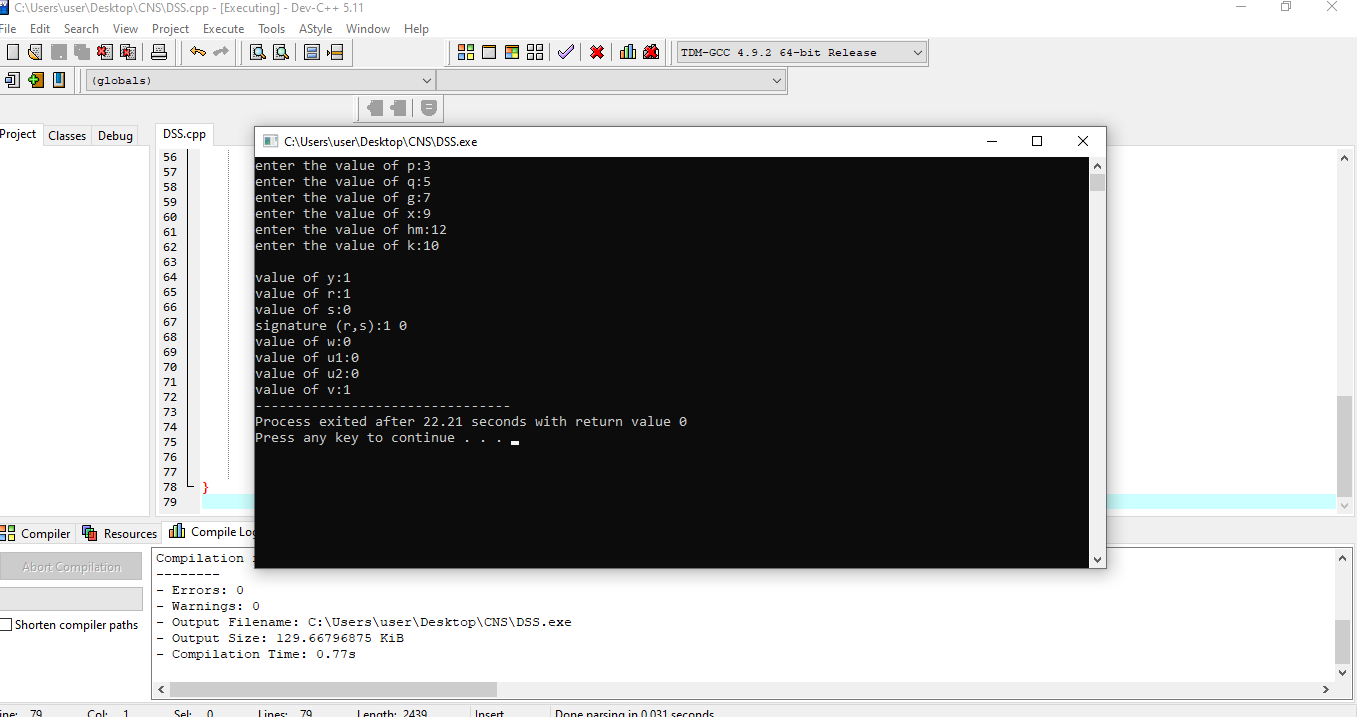 C:\Users\user\Desktop\CNS\DSS.cpp - [Executing] - Dev-C++ 5.11
File Edit Search View Project Execute Tools AStyle Window Help
TDM-GCC 4.9.2 64-bit Release
(globals)
Project Classes Debug
DSS.cpp
C:\Users\user\Desktop\CNS\DSS.exe
56
57
58
59
60
61
62
63
64
65
66
67
68
69
70
71
72
73
74
75
76
77
78 }
79
enter the value of p:3
enter the value of q:5
enter the value of g:7
enter the value of x:9
enter the value of hm:12
enter the value of k:10
value of y:1
value of r:1
value of s:0
signature (r,s):1 0
value of w:0
value of u1:0
value of u2:0
value of v:1
--------------------------------
Process exited after 22.21 seconds with return value 0
Press any key to continue . . .
Compiler Resources Compile Log
Abort Compilation
Shorten compiler paths
Compilation
--------
- Errors: 0
- Warnings: 0
- Output Filename: C:\Users\user\Desktop\CNS\DSS.exe
- Output Size: 129.66796875 KiB
- Compilation Time: 0.77s
ine: 79 Col: 1 Sel: 0 Lines: 79 Length: 2439 Insert Done parsing in 0.031 seconds